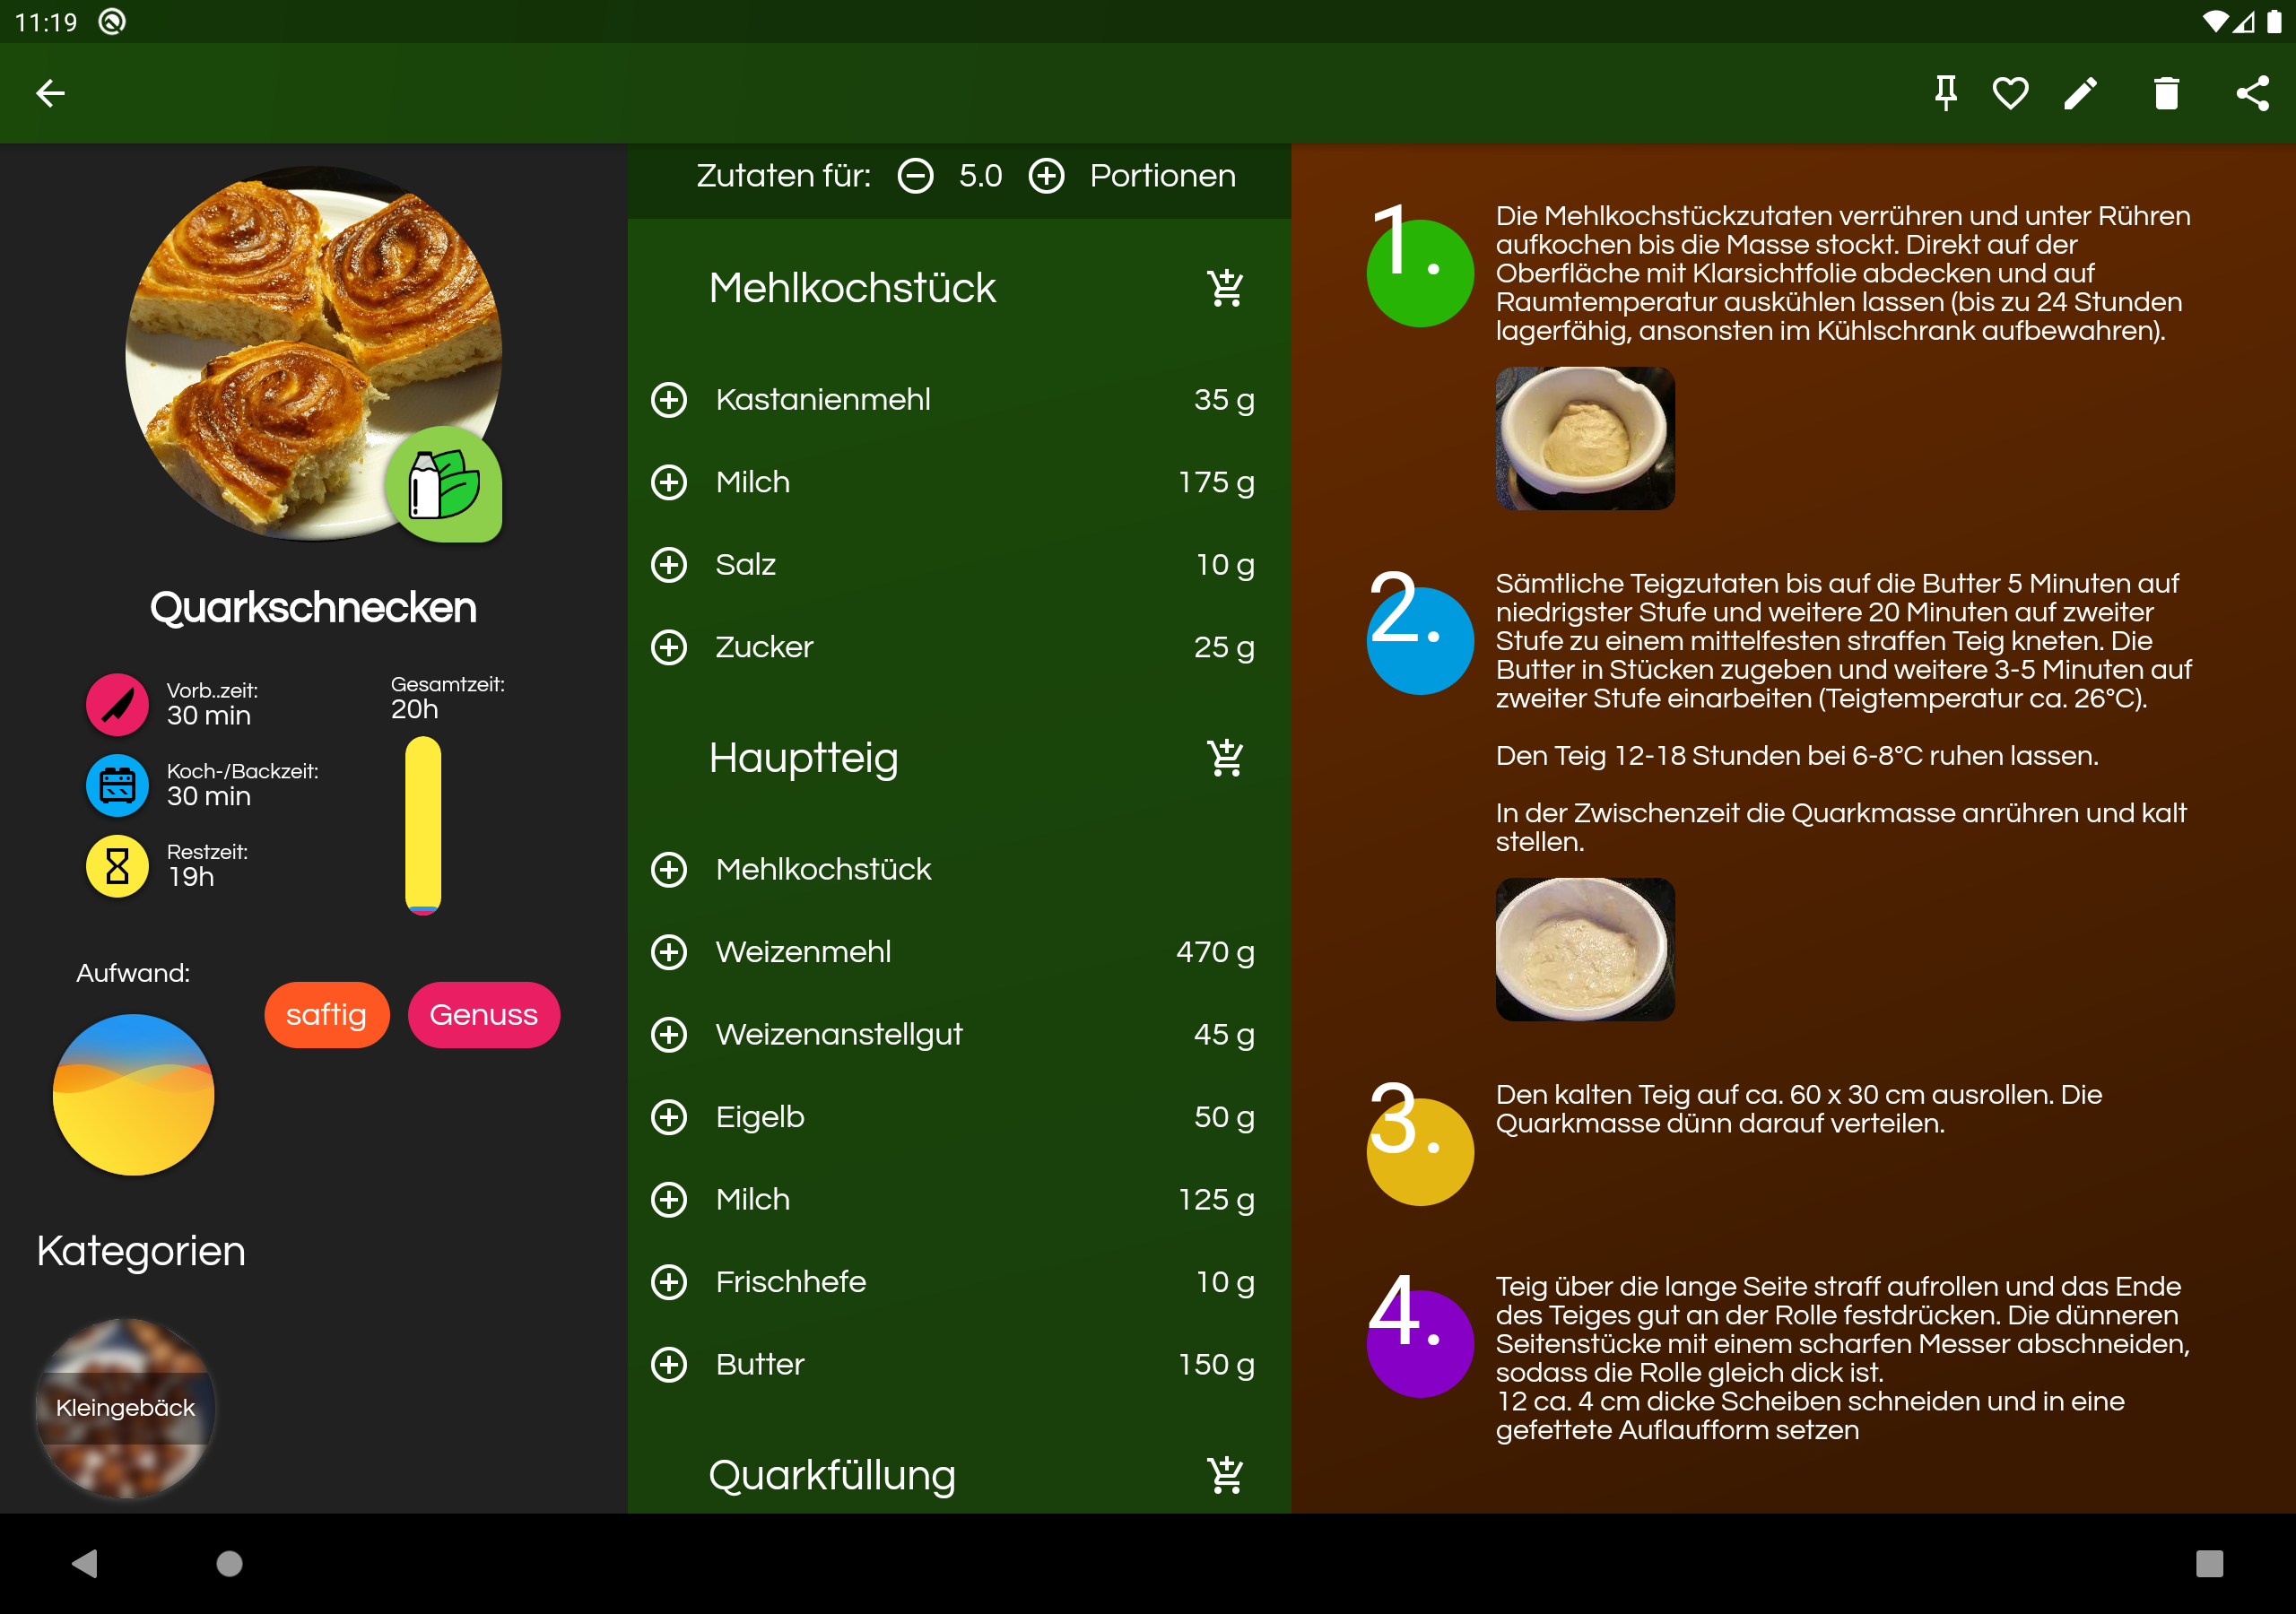 11:19
Quarkschnecken
Vorb..zeit:
30 min
Koch-/Backzeit:
30 min
Restzeit:
19h
Gesamtzeit:
20h
Aufwand:
saftig
Genuss
Kategorien
Kleingebäck
Zutaten für: 5.0 Portionen
Mehlkochstück
Kastanienmehl 35 g
Milch 175 g
Salz 10 g
Zucker 25 g
Hauptteig
Mehlkochstück
Weizenmehl 470 g
Weizenanstellgut 45 g
Eigelb 50 g
Milch 125 g
Frischhefe 10 g
Butter 150 g
Quarkfüllung
1.
Die Mehlkochstückzutaten verrühren und unter Rühren
aufkochen bis die Masse stockt. Direkt auf der
Oberfläche mit Klarsichtfolie abdecken und auf
Raumtemperatur auskühlen lassen (bis zu 24 Stunden
lagerfähig, ansonsten im Kühlschrank aufbewahren).
2.
Sämtliche Teigzutaten bis auf die Butter 5 Minuten auf
niedrigster Stufe und weitere 20 Minuten auf zweiter
Stufe zu einem mittelfesten straffen Teig kneten. Die
Butter in Stücken zugeben und weitere 3-5 Minuten auf
zweiter Stufe einarbeiten (Teigtemperatur ca. 26°C).
Den Teig 12-18 Stunden bei 6-8°C ruhen lassen.
In der Zwischenzeit die Quarkmasse anrühren und kalt
stellen.
3.
Den kalten Teig auf ca. 60 x 30 cm ausrollen. Die
Quarkmasse dünn darauf verteilen.
4.
Teig über die lange Seite straff aufrollen und das Ende
des Teiges gut an der Rolle festdrücken. Die dünneren
Seitenstücke mit einem scharfen Messer abschneiden,
sodass die Rolle gleich dick ist.
12 ca. 4 cm dicke Scheiben schneiden und in eine
gefettete Auflaufform setzen